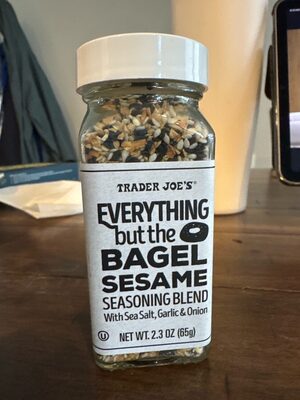 TRADER JOE'S®
EVERYTHING
but the
BAGEL
SESAME
SEASONING BLEND
With Sea Salt, Garlic & Onion
U
NET WT. 2.3 OZ (65g)